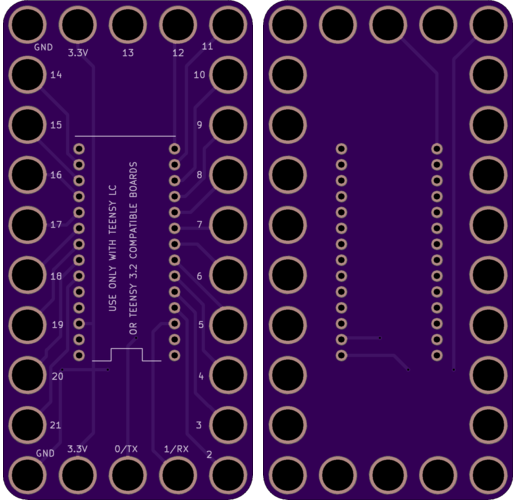 GND 3.3V 13 12 11
14 10
15 9
16 8
17 7
18 6
19 5
20 4
21 3
GND 3.3V 0/TX 1/RX 2
USE ONLY WITH TEENSY LC
OR TEENSY 3.2 COMPATIBLE BOARDS